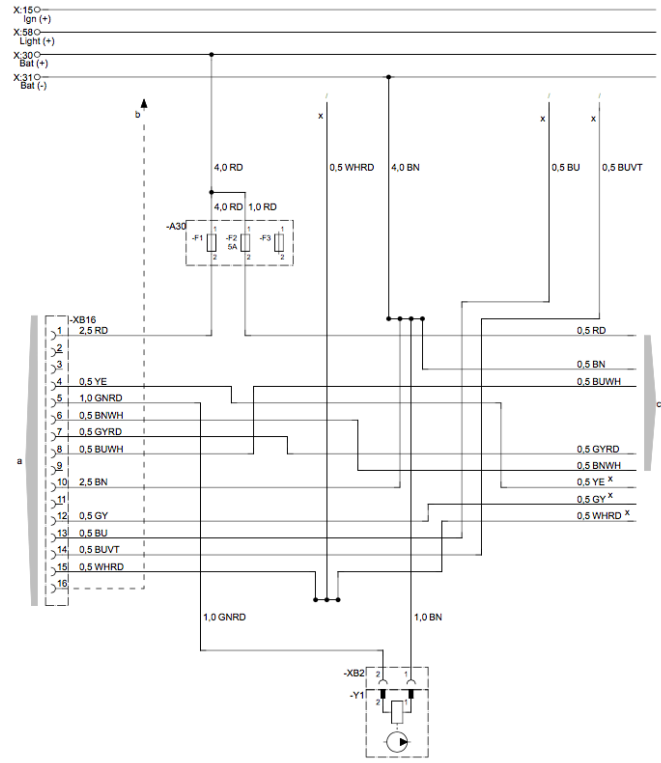 X:15
Ign (+)
X:58
Light (+)
X:30
Bat (+)
X:31
Bat (-)
b
x
x
x
4,0 RD
0,5 WHRD
4,0 BN
0,5 BU
0,5 BUVT
4,0 RD
1,0 RD
-A30
1
1
1
-F1
-F2
5A
-F3
2
2
2
-XB16
1
2,5 RD
0,5 RD
2
3
0,5 BN
4
0,5 YE
0,5 BUWH
5
1,0 GNRD
6
0,5 BNWH
c
7
0,5 GYRD
8
0,5 BUWH
0,5 GYRD
a
9
0,5 BNWH
10
2,5 BN
0,5 YE x
11
0,5 GY x
12
0,5 GY
0,5 WHRD x
13
0,5 BU
14
0,5 BUVT
15
0,5 WHRD
16
1,0 GNRD
1,0 BN
-XB2
2
1
-Y1
2
1